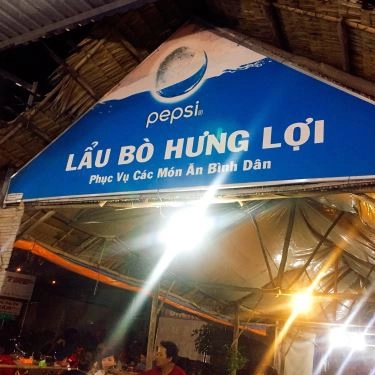 pepsi
LẨU BÒ HƯNG LỢI
Phục Vụ Các Món Ăn Bình Dân